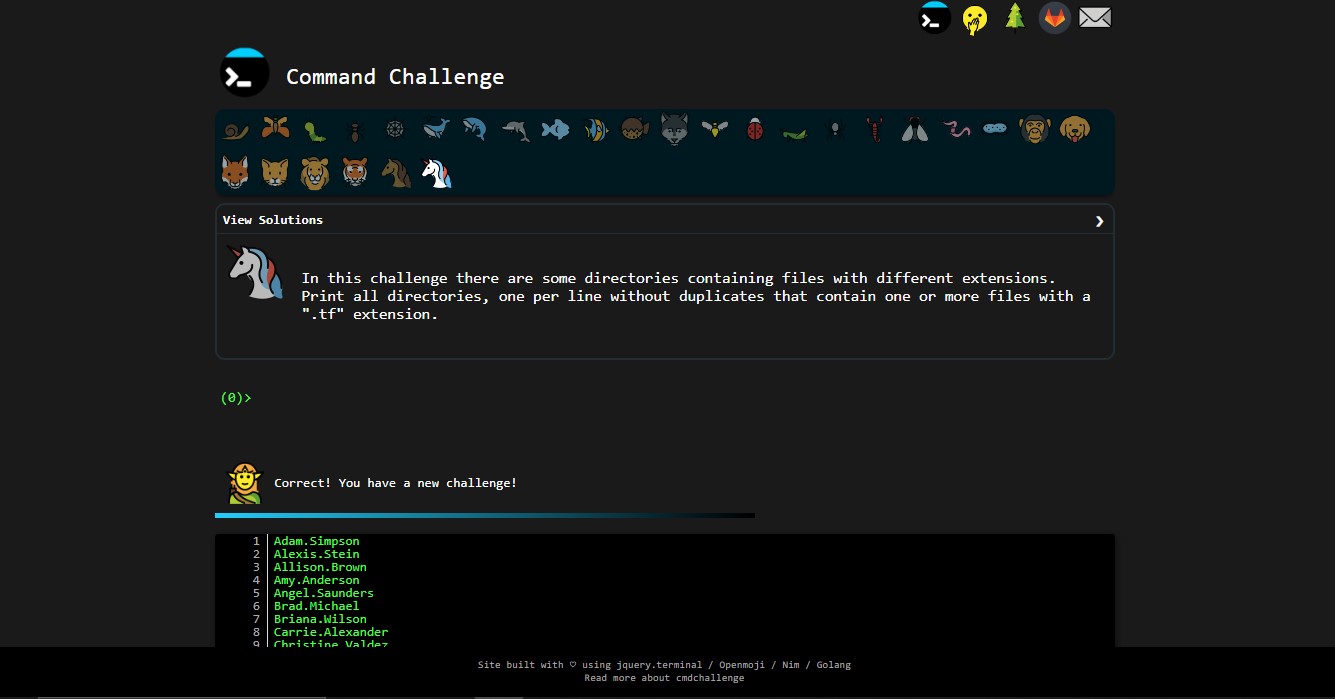 Command Challenge
View Solutions
In this challenge there are some directories containing files with different extensions.
Print all directories, one per line without duplicates that contain one or more files with a
".tf" extension.
(0)>
Correct! You have a new challenge!
1 Adam.Simpson
2 Alexis.Stein
3 Allison.Brown
4 Amy.Anderson
5 Angel.Saunders
6 Brad.Michael
7 Briana.Wilson
8 Carrie.Alexander
9 Christine.Valdez
Site built with ♡ using jquery.terminal / Openmoji / Nim / Golang
Read more about cmdchallenge